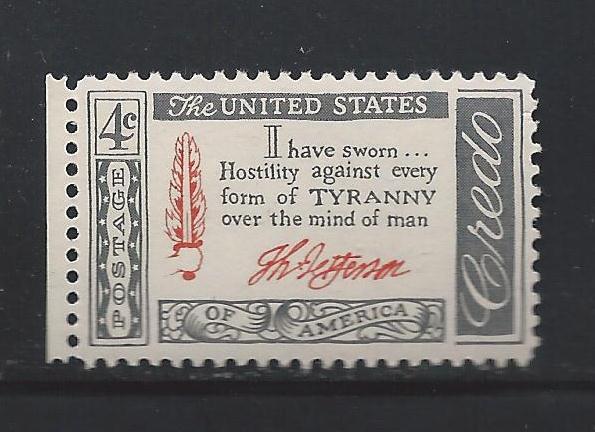 4c
POSTAGE
The UNITED STATES
I have sworn...
Hostility against every
form of TYRANNY
over the mind of man
Th. Jefferson
OF AMERICA
Credo